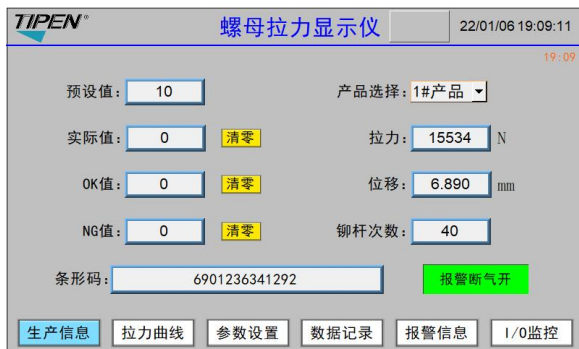 TIPEN® 螺母拉力显示仪 22/01/06 19:09:11
19:09
预设值: 10 产品选择: 1#产品
实际值: 0 清零 拉力: 15534 N
OK值: 0 清零 位移: 6.890 mm
NG值: 0 清零 铆杆次数: 40
条形码: 6901236341292 报警断气开
生产信息 拉力曲线 参数设置 数据记录 报警信息 I/O监控